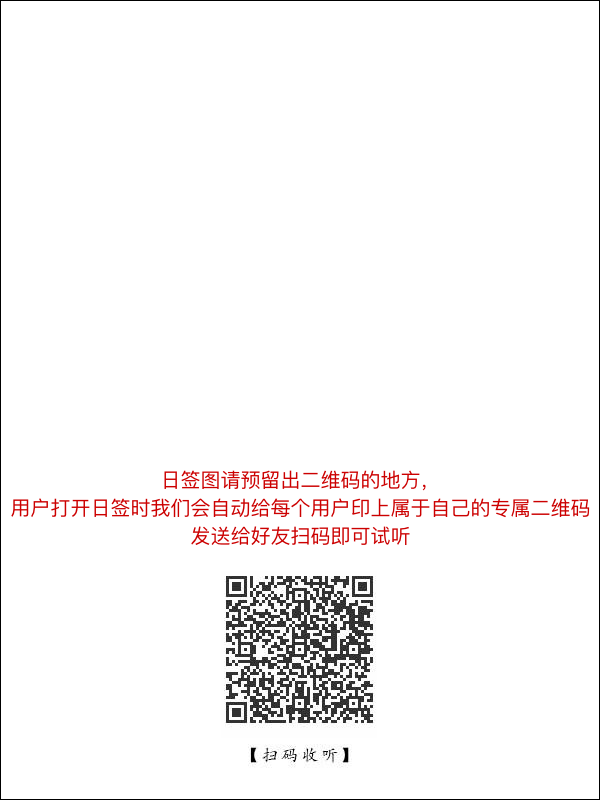 日签图请预留出二维码的地方，
用户打开日签时我们会自动给每个用户印上属于自己的专属二维码
发送给好友扫码即可试听
【扫码收听】